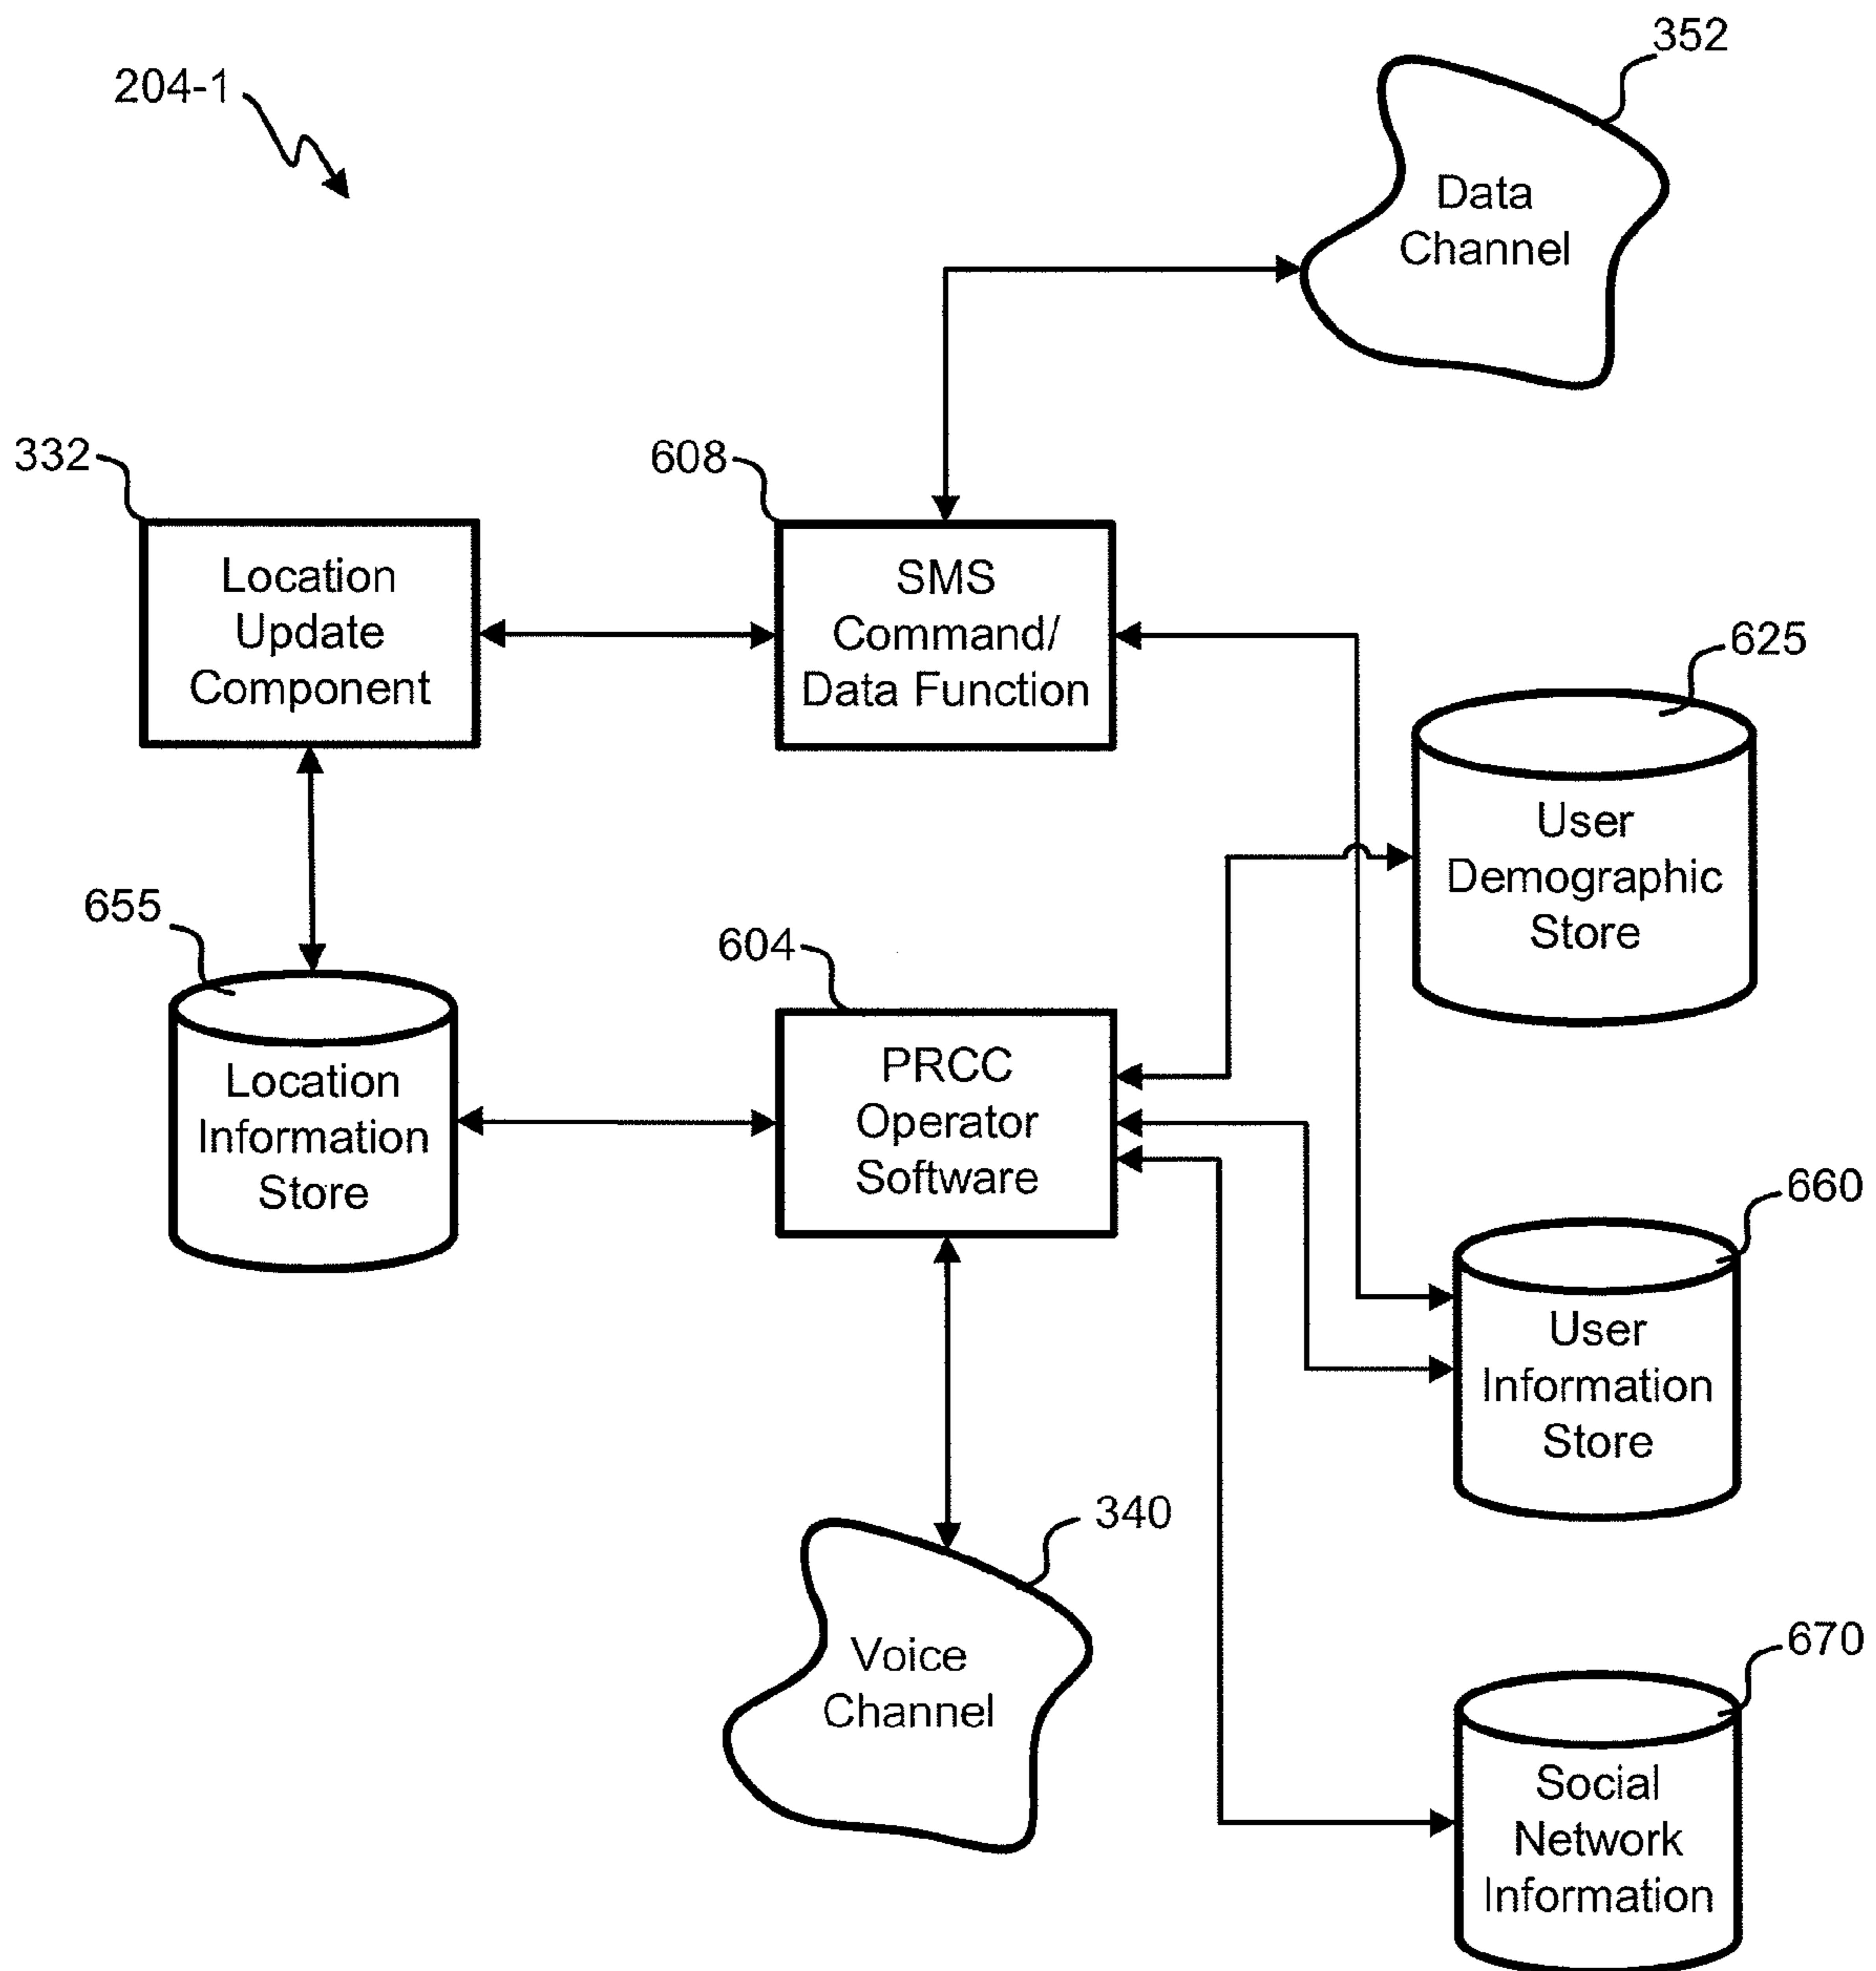 352
204-1
Data
Channel
332
608
Location
Update
Component
SMS
Command/
Data Function
625
User
Demographic
Store
655
604
Location
Information
Store
PRCC
Operator
Software
660
User
Information
Store
340
Voice
Channel
670
Social
Network
Information